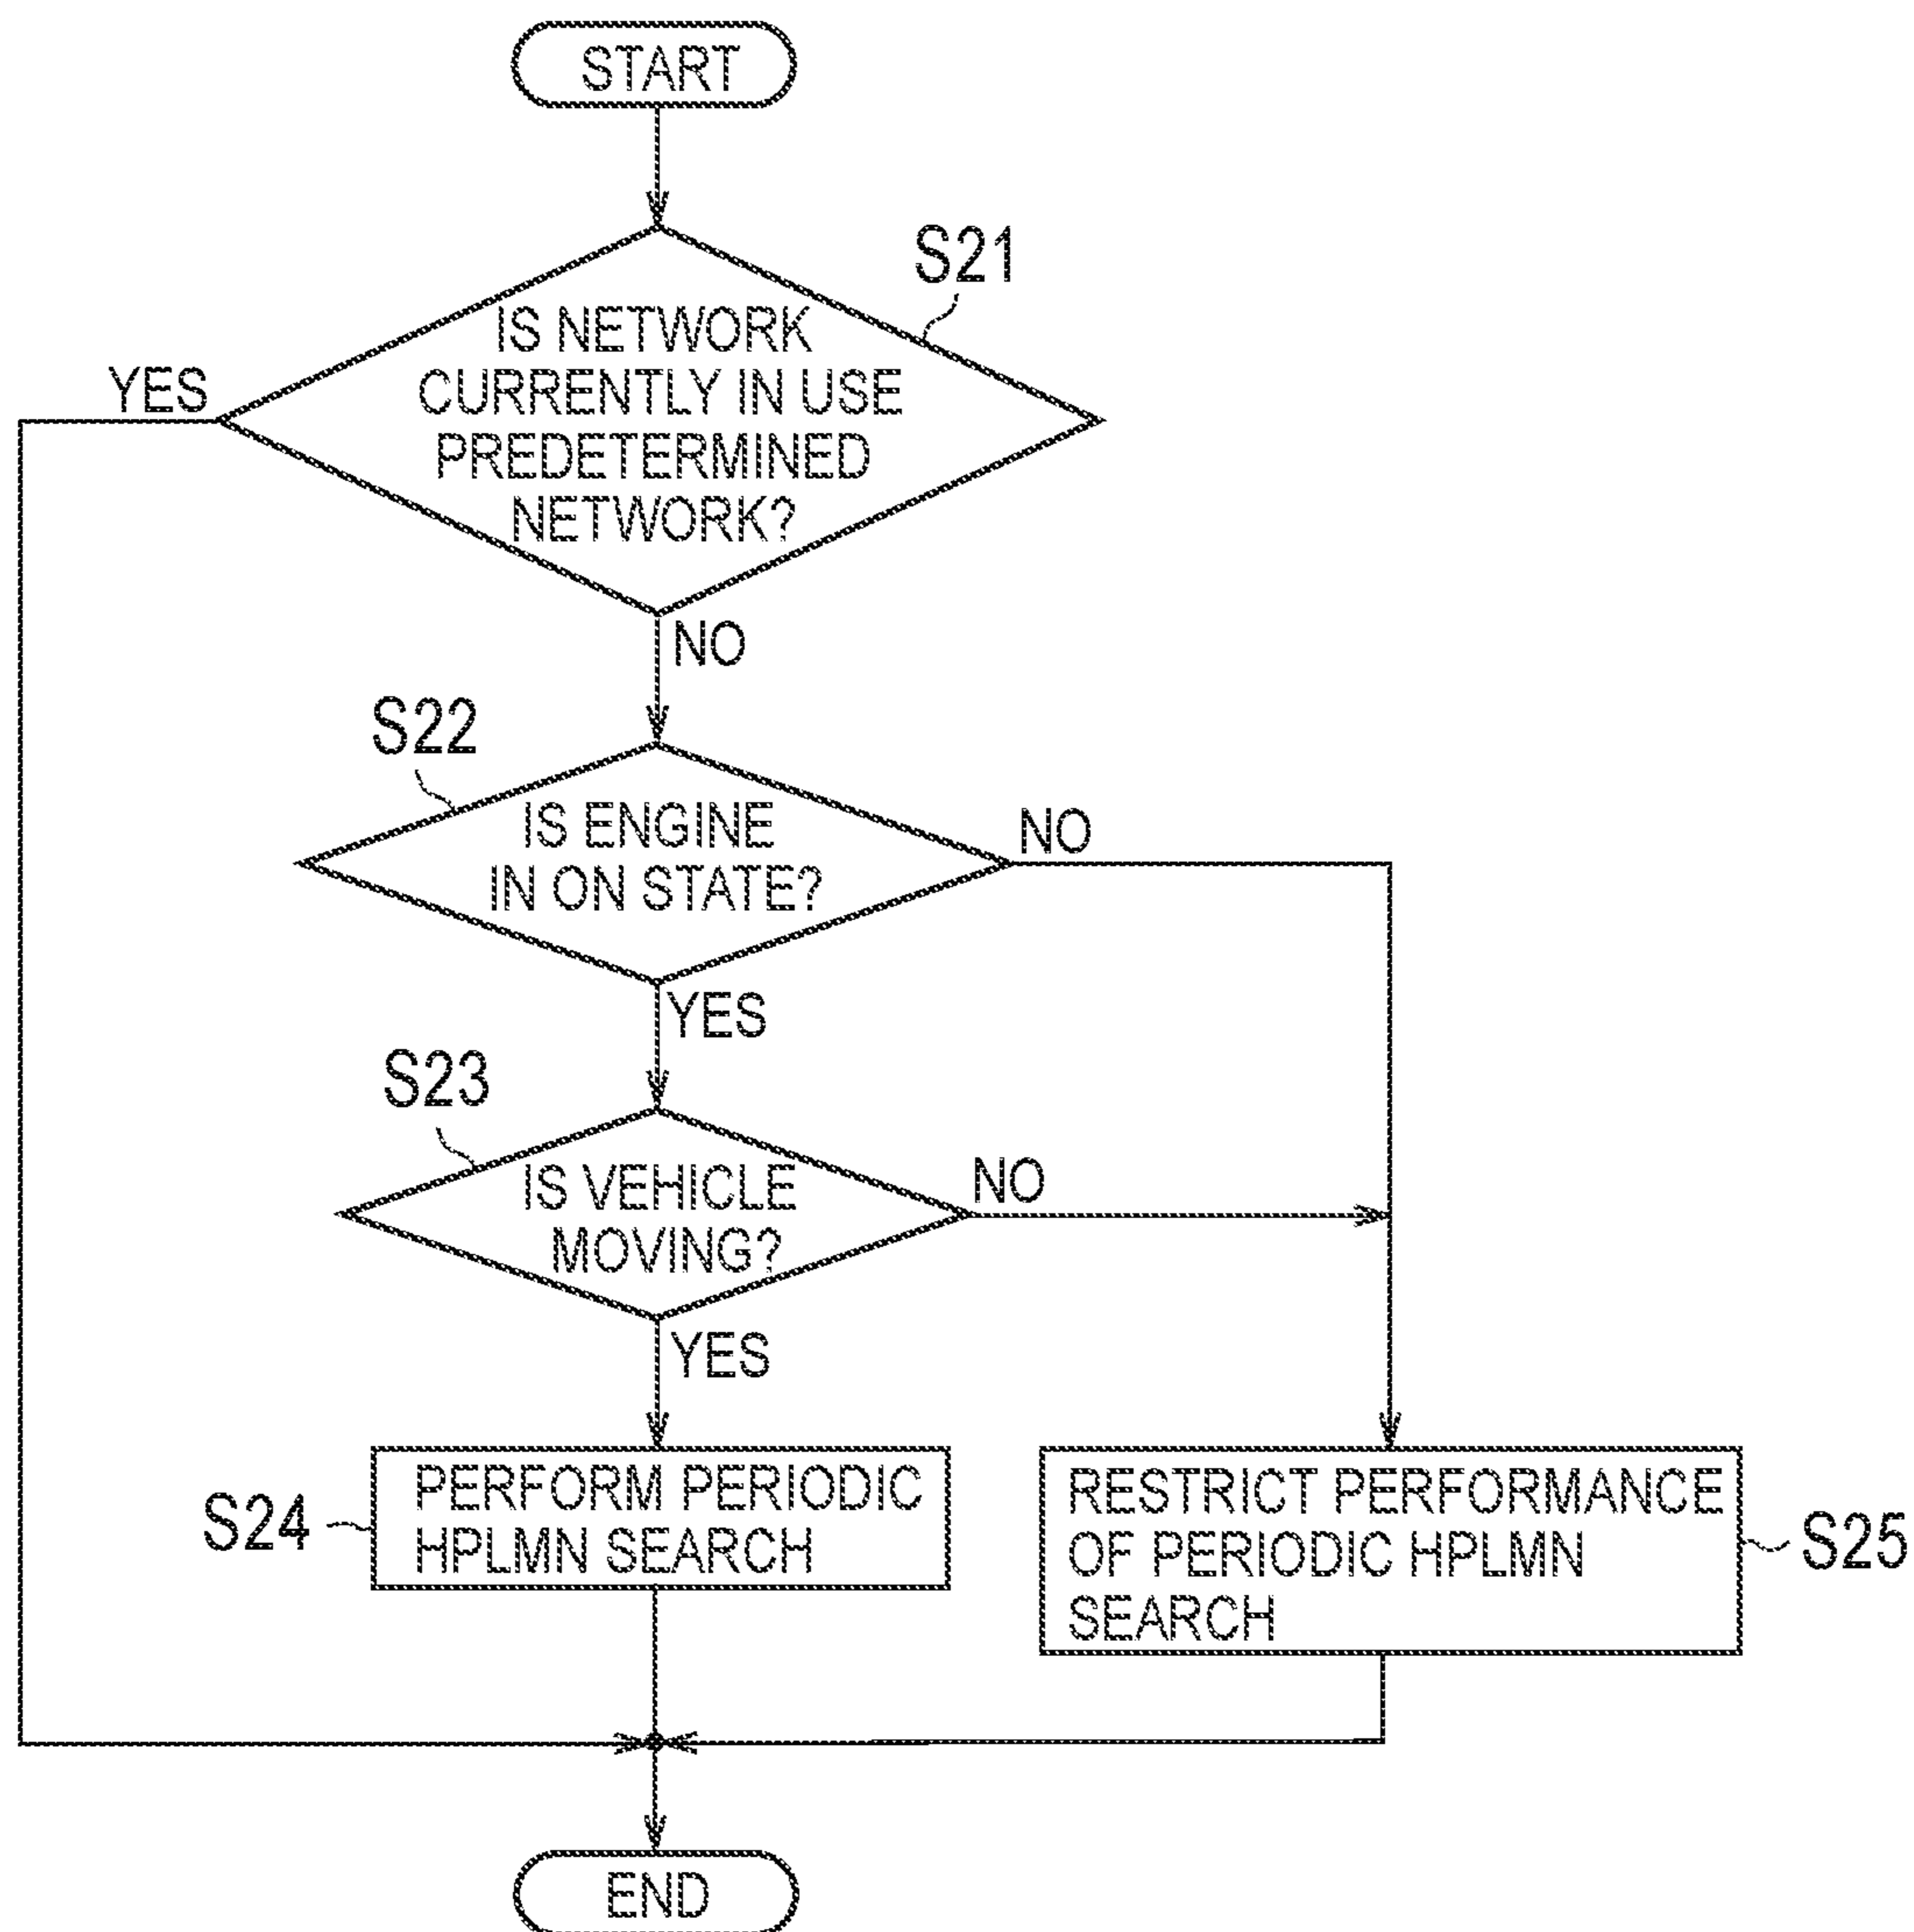 START
S21
IS NETWORK
CURRENTLY IN USE
PREDETERMINED
NETWORK?
YES
NO
S22
IS ENGINE
IN ON STATE?
NO
YES
S23
IS VEHICLE
MOVING?
NO
YES
S24
PERFORM PERIODIC
HPLMN SEARCH
RESTRICT PERFORMANCE
OF PERIODIC HPLMN
SEARCH
S25
END